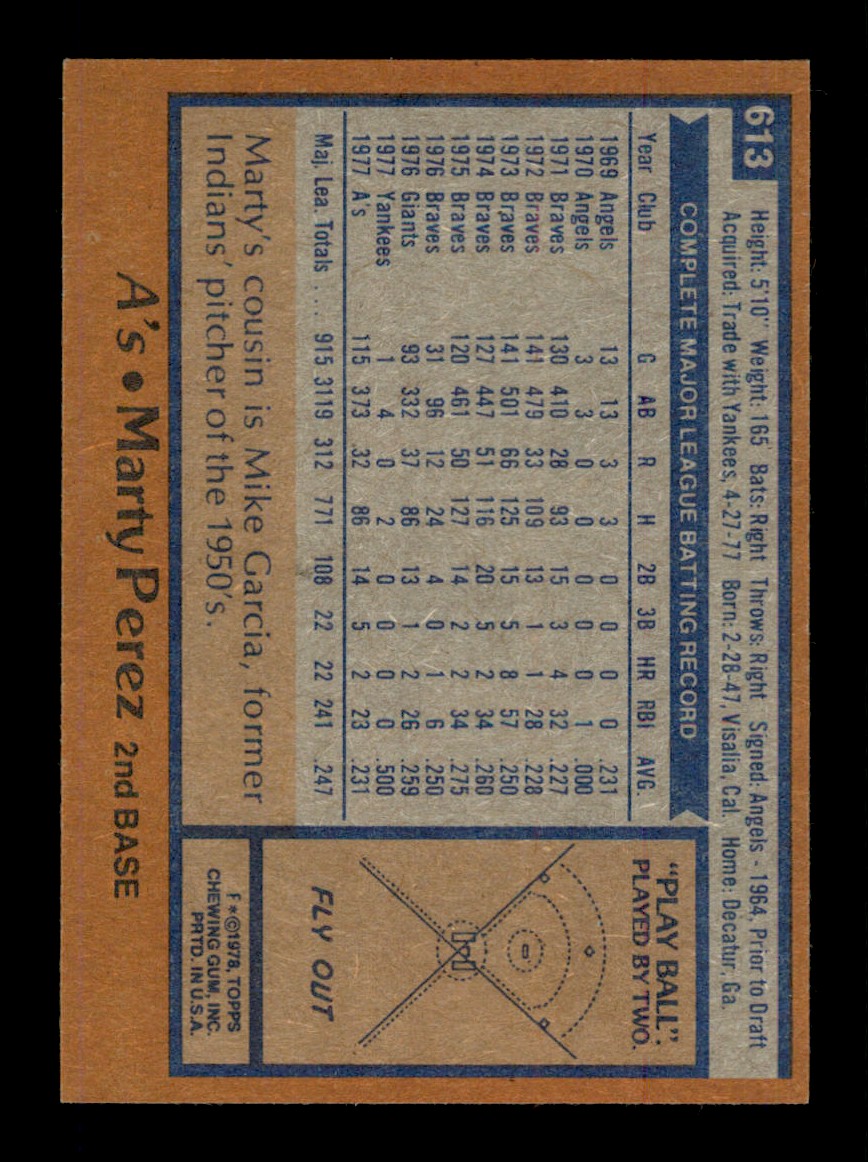 613
Height: 5'10" Weight: 165 Bats: Right Throws: Right Signed: Angels - 1964, Prior to Draft
Acquired: Trade with Yankees, 4-27-77 Born: 2-28-47, Visalia, Cal. Home: Decatur, Ga.
COMPLETE MAJOR LEAGUE BATTING RECORD
Year Club G AB R H 2B 3B HR RBI AVG.
1969 Angels 13 13 3 3 0 0 0 0 .231
1970 Angels 3 3 0 0 0 0 0 1 .000
1971 Braves 130 410 28 93 15 3 4 32 .227
1972 Braves 141 479 33 109 13 1 1 28 .228
1973 Braves 141 501 66 125 15 5 8 57 .250
1974 Braves 127 447 51 116 20 5 2 34 .260
1975 Braves 120 461 50 127 14 2 2 34 .275
1976 Braves 31 96 12 24 4 0 1 6 .250
1976 Giants 93 332 37 86 13 1 2 26 .259
1977 Yankees 1 4 0 2 0 0 0 0 .500
1977 A's 115 373 32 86 14 5 2 23 .231
Maj. Lea. Totals . . . 915 3119 312 771 108 22 22 241 .247
Marty's cousin is Mike Garcia, former
Indians' pitcher of the 1950's.
"PLAY BALL":
PLAYED BY TWO.
FLY OUT
F*©1978, TOPPS
CHEWING GUM, INC.
PRTD. IN U.S.A.
A's • Marty Perez 2nd BASE